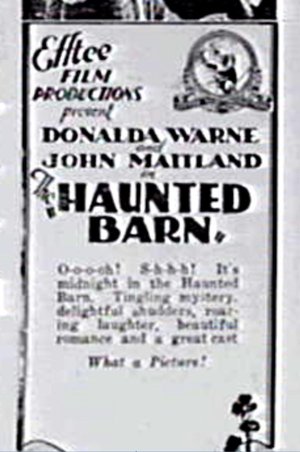 Efftee
FILM
PRODUCTIONS
present
DONALDA WARNE
and
JOHN MAITLAND
in
The
"HAUNTED
BARN"
O-o-o-oh! S-h-h-h! It's
midnight in the Haunted
Barn. Tingling mystery,
delightful shudders, roar-
ing laughter, beautiful
romance and a great cast
What a Picture!